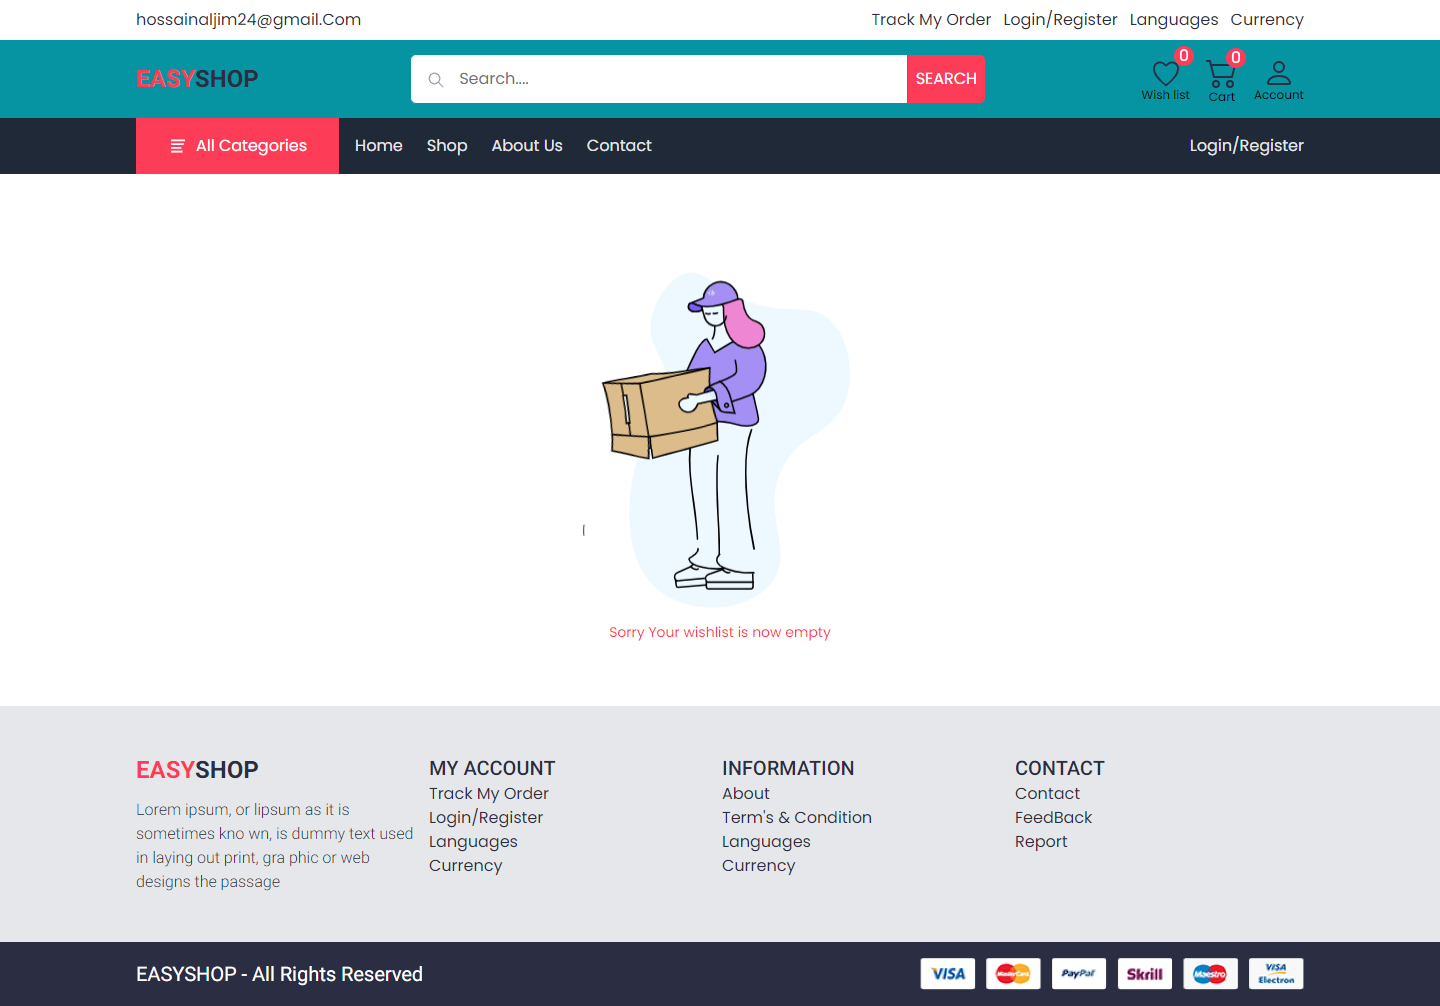 hossainaljim24@gmail.Com
Track My Order Login/Register Languages Currency
EASYSHOP
Search....
SEARCH
0
Wish list
0
Cart
Account
All Categories
Home Shop About Us Contact
Login/Register
Sorry Your wishlist is now empty
EASYSHOP
Lorem ipsum, or lipsum as it is
sometimes kno wn, is dummy text used
in laying out print, gra phic or web
designs the passage
MY ACCOUNT
Track My Order
Login/Register
Languages
Currency
INFORMATION
About
Term's & Condition
Languages
Currency
CONTACT
Contact
FeedBack
Report
EASYSHOP - All Rights Reserved
VISA
MasterCard
PayPal
Skrill
Maestro
VISA
Electron